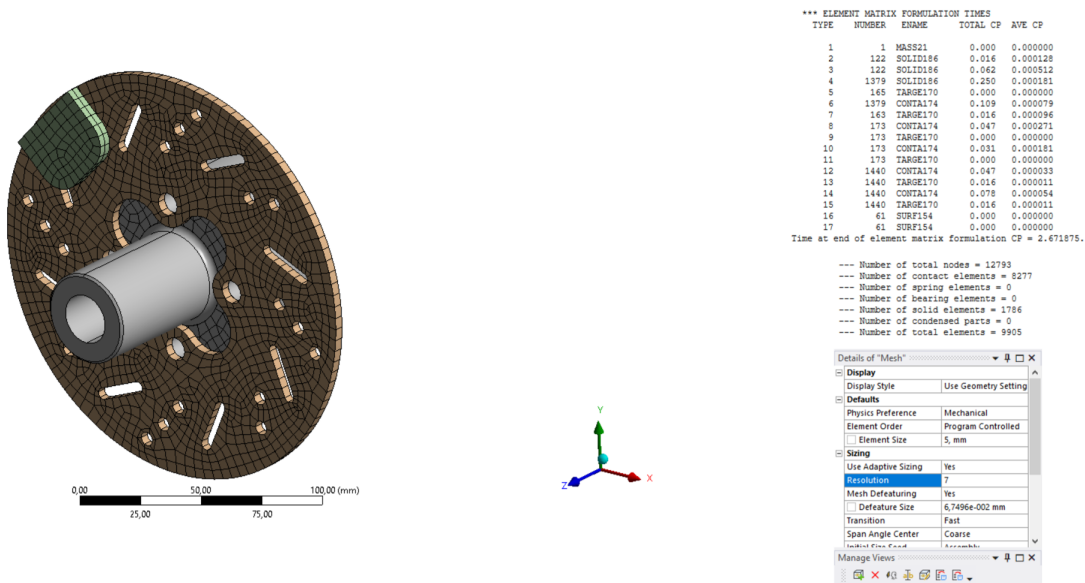 *** ELEMENT MATRIX FORMULATION TIMES
TYPE NUMBER ENAME TOTAL CP AVE CP
1 1 MASS21 0.000 0.000000
2 122 SOLID186 0.016 0.000128
3 122 SOLID186 0.062 0.000512
4 1379 SOLID186 0.250 0.000181
5 165 TARGE170 0.000 0.000000
6 1379 CONTA174 0.109 0.000079
7 163 TARGE170 0.016 0.000096
8 173 CONTA174 0.047 0.000271
9 173 TARGE170 0.000 0.000000
10 173 CONTA174 0.031 0.000181
11 173 TARGE170 0.000 0.000000
12 1440 CONTA174 0.047 0.000033
13 1440 TARGE170 0.016 0.000011
14 1440 CONTA174 0.078 0.000054
15 1440 TARGE170 0.016 0.000011
16 61 SURF154 0.000 0.000000
17 61 SURF154 0.000 0.000000
Time at end of element matrix formulation CP = 2.671875.
--- Number of total nodes = 12793
--- Number of contact elements = 8277
--- Number of spring elements = 0
--- Number of bearing elements = 0
--- Number of solid elements = 1786
--- Number of condensed parts = 0
--- Number of total elements = 9905
Details of "Mesh"
Display
Display Style Use Geometry Setting
Defaults
Physics Preference Mechanical
Element Order Program Controlled
Element Size 5, mm
Sizing
Use Adaptive Sizing Yes
Resolution 7
Mesh Defeaturing Yes
Defeature Size 6,7496e-002 mm
Transition Fast
Span Angle Center Coarse
Initial Size Seed Assembly
Manage Views
0,00 50,00 100,00 (mm)
25,00 75,00
Y
X
Z